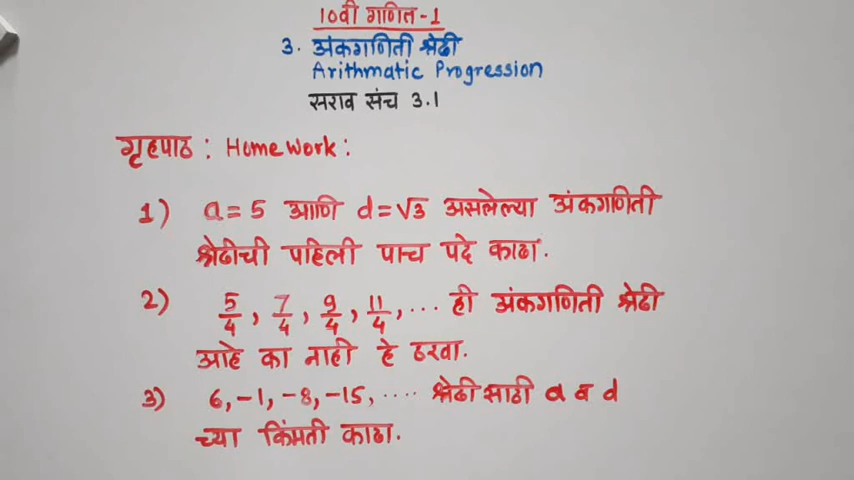 10वी गणित-1
3. अंकगणिती श्रेढी
Arithmatic Progression
सराव संच 3.1
गृहपाठ : Home Work :
1) a = 5 आणि d = √3 असलेल्या अंकगणिती
श्रेढीची पहिली पाच पदे काढा.
2) 5/4, 7/4, 9/4, 11/4, ... ही अंकगणिती श्रेढी
आहे का नाही हे ठरवा.
3) 6, -1, -8, -15, .... श्रेढीसाठी a व d
च्या किंमती काढा.